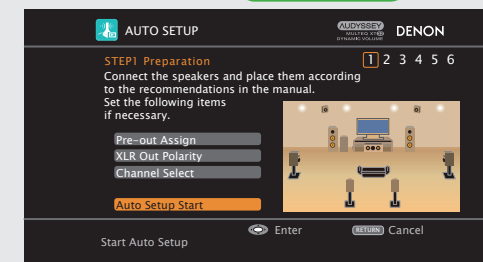 AUTO SETUP
AUDYSSEY
MULTEQ XT32
DYNAMIC VOLUME
DENON
STEP1 Preparation
1 2 3 4 5 6
Connect the speakers and place them according
to the recommendations in the manual.
Set the following items
if necessary.
Pre-out Assign
XLR Out Polarity
Channel Select
Auto Setup Start
Enter
RETURN Cancel
Start Auto Setup